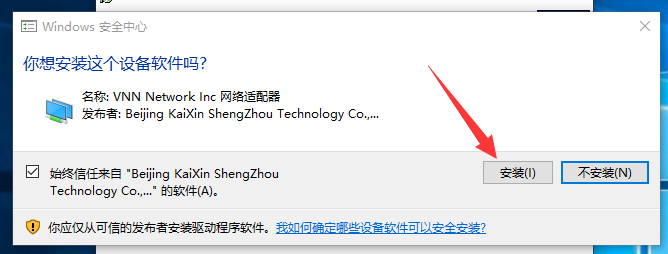 Windows 安全中心
你想安装这个设备软件吗?
名称: VNN Network Inc 网络适配器
发布者: Beijing KaiXin ShengZhou Technology Co.,...
始终信任来自 "Beijing KaiXin ShengZhou
Technology Co.,..." 的软件(A)。
安装(I)
不安装(N)
你应仅从可信的发布者安装驱动程序软件。我如何确定哪些设备软件可以安全安装?